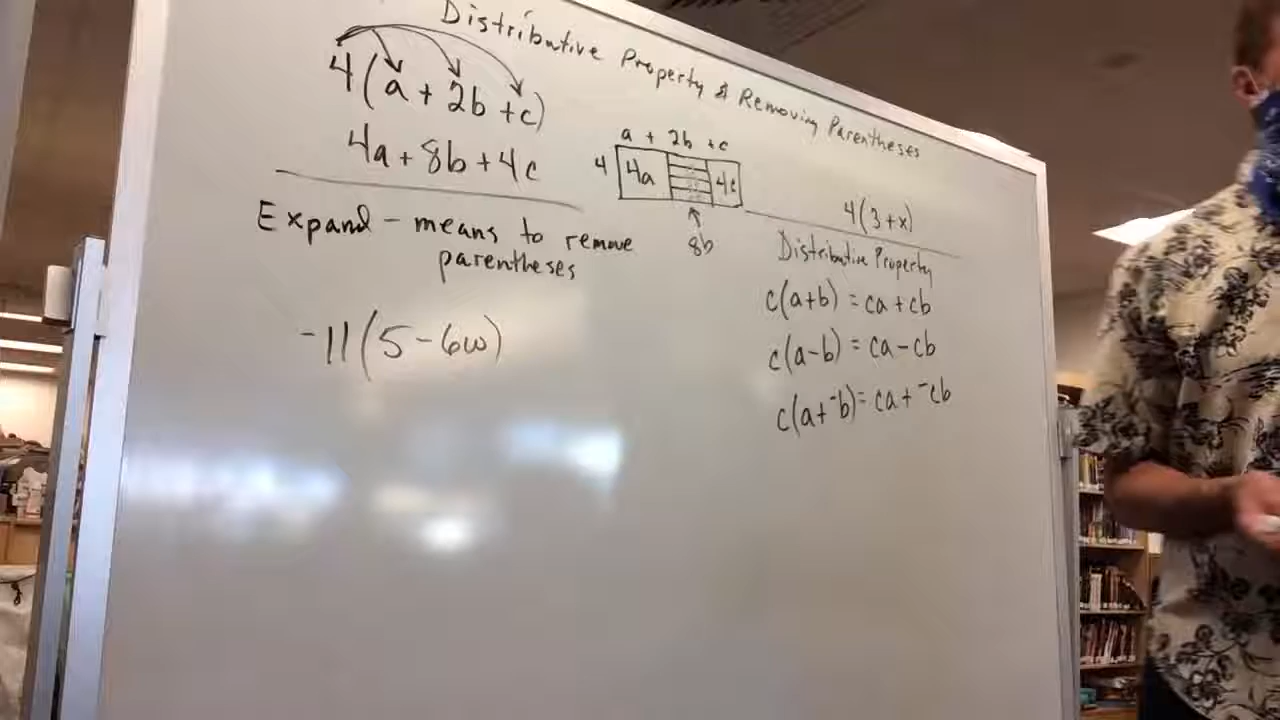 Distributive Property & Removing Parentheses
4(a + 2b + c)
4a + 8b + 4c
a + 2b + c
4 4a 4c
8b
Expand - means to remove
parentheses
-11(5 - 6w)
4(3+x)
Distributive Property
c(a+b) = ca + cb
c(a-b) = ca - cb
c(a+⁻b) = ca + ⁻cb